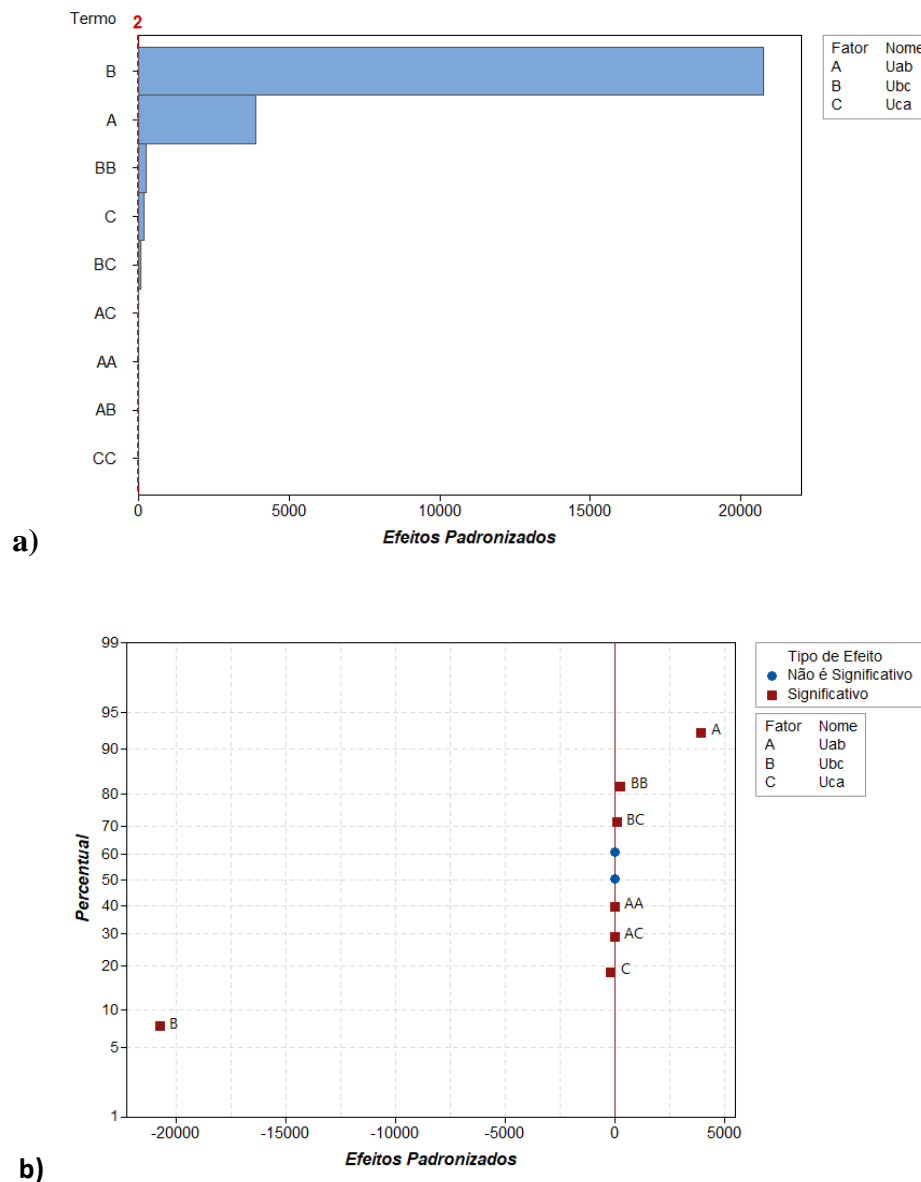 Termo
2
B
A
BB
C
BC
AC
AA
AB
CC
0 5000 10000 15000 20000
Efeitos Padronizados
Fator Nome
A Uab
B Ubc
C Uca
a)
99
95
90
80
70
60
50
40
30
20
10
5
1
Percentual
A
BB
BC
AA
AC
C
B
-20000 -15000 -10000 -5000 0 5000
Efeitos Padronizados
Tipo de Efeito
Não é Significativo
Significativo
Fator Nome
A Uab
B Ubc
C Uca
b)